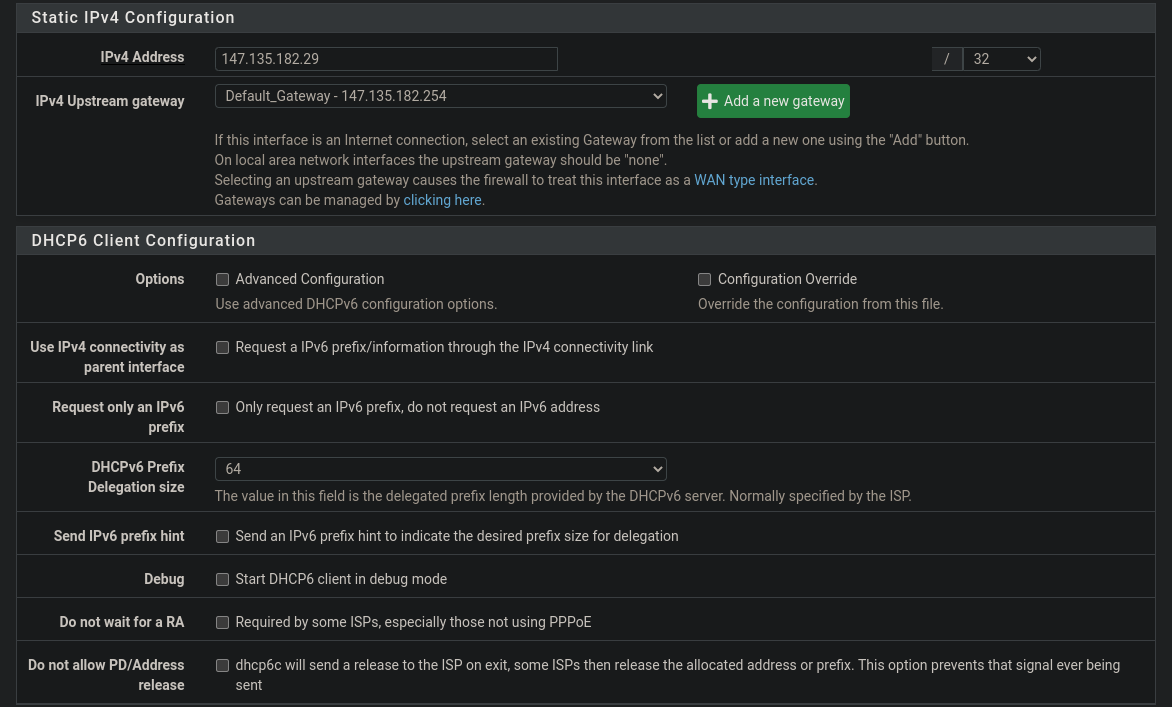 Static IPv4 Configuration
IPv4 Address
147.135.182.29
/
32
IPv4 Upstream gateway
Default_Gateway - 147.135.182.254
Add a new gateway
If this interface is an Internet connection, select an existing Gateway from the list or add a new one using the "Add" button.
On local area network interfaces the upstream gateway should be "none".
Selecting an upstream gateway causes the firewall to treat this interface as a WAN type interface.
Gateways can be managed by clicking here.
DHCP6 Client Configuration
Options
Advanced Configuration
Use advanced DHCPv6 configuration options.
Configuration Override
Override the configuration from this file.
Use IPv4 connectivity as
parent interface
Request a IPv6 prefix/information through the IPv4 connectivity link
Request only an IPv6
prefix
Only request an IPv6 prefix, do not request an IPv6 address
DHCPv6 Prefix
Delegation size
64
The value in this field is the delegated prefix length provided by the DHCPv6 server. Normally specified by the ISP.
Send IPv6 prefix hint
Send an IPv6 prefix hint to indicate the desired prefix size for delegation
Debug
Start DHCP6 client in debug mode
Do not wait for a RA
Required by some ISPs, especially those not using PPPoE
Do not allow PD/Address
release
dhcp6c will send a release to the ISP on exit, some ISPs then release the allocated address or prefix. This option prevents that signal ever being
sent